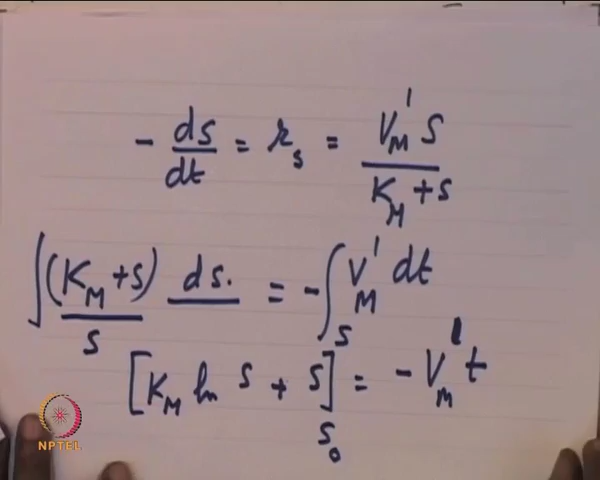 - ds/dt = r_s = V_M' s / (K_M + s)
∫ (K_M + s)/s ds. = - ∫ V_M' dt
[K_M ln s + s]_{s_0}^{s} = - V_m' t
NPTEL